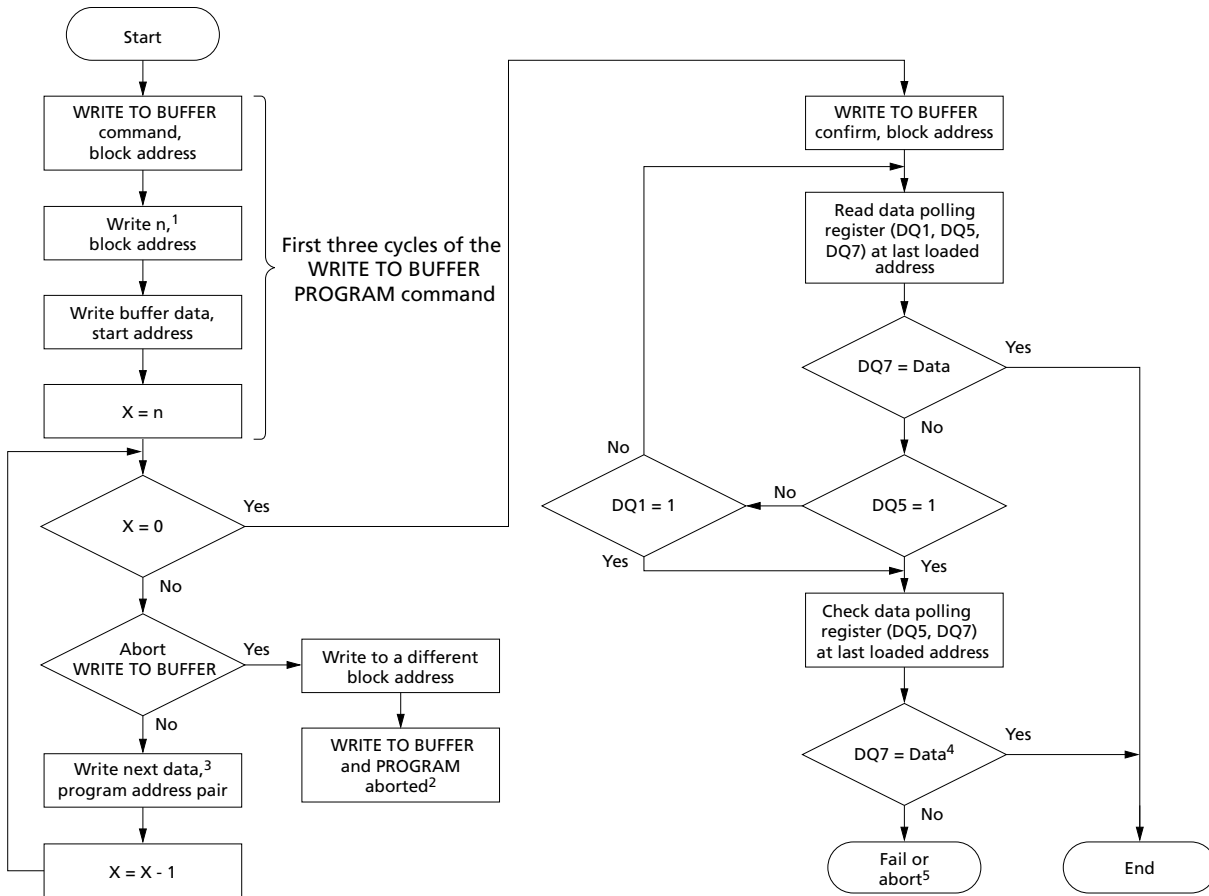 Start
WRITE TO BUFFER
command,
block address
Write n,1
block address
Write buffer data,
start address
X = n
First three cycles of the
WRITE TO BUFFER
PROGRAM command
X = 0
Yes
No
Abort
WRITE TO BUFFER
Yes
No
Write to a different
block address
WRITE TO BUFFER
and PROGRAM
aborted2
Write next data,3
program address pair
X = X - 1
WRITE TO BUFFER
confirm, block address
Read data polling
register (DQ1, DQ5,
DQ7) at last loaded
address
DQ7 = Data
Yes
No
DQ5 = 1
No
Yes
DQ1 = 1
No
Yes
Check data polling
register (DQ5, DQ7)
at last loaded address
DQ7 = Data4
Yes
No
Fail or
abort5
End